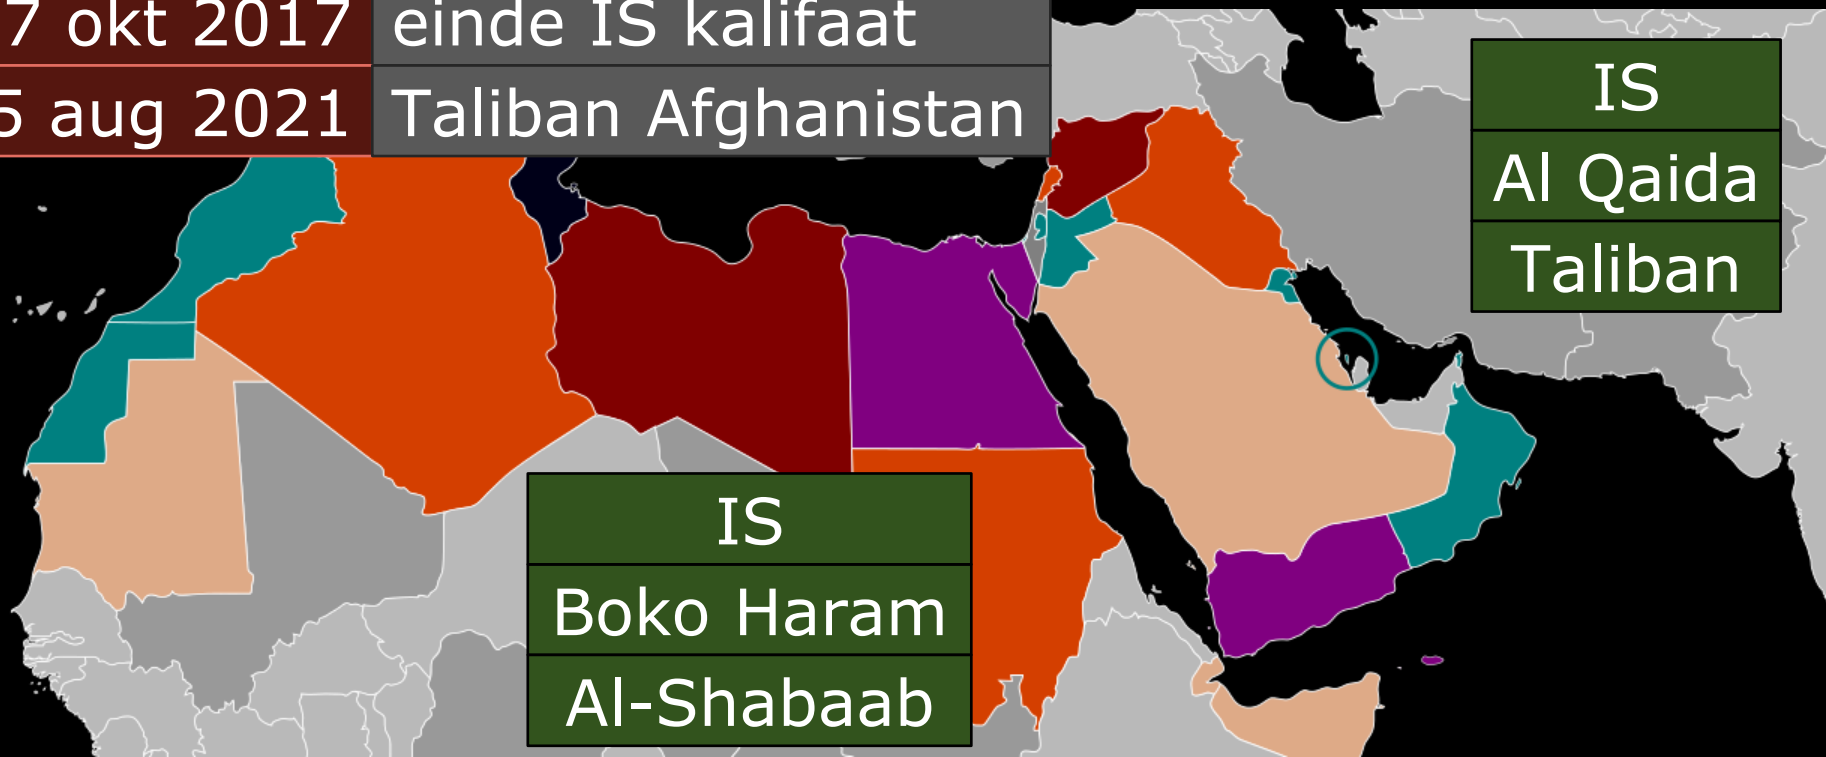 7 okt 2017 einde IS kalifaat
5 aug 2021 Taliban Afghanistan
IS
Al Qaida
Taliban
IS
Boko Haram
Al-Shabaab